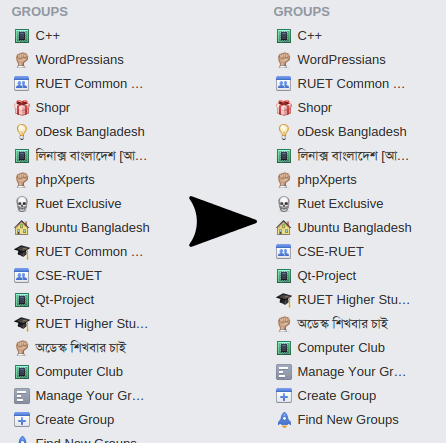 GROUPS
C++
WordPressians
RUET Common ...
Shopr
oDesk Bangladesh
লিনাক্স বাংলাদেশ [আ...
phpXperts
Ruet Exclusive
Ubuntu Bangladesh
RUET Common ...
CSE-RUET
Qt-Project
RUET Higher Stu...
অডেস্ক শিখবার চাই
Computer Club
Manage Your Gr...
Create Group
Find New Groups
GROUPS
C++
WordPressians
RUET Common ...
Shopr
oDesk Bangladesh
লিনাক্স বাংলাদেশ [আ...
phpXperts
Ruet Exclusive
Ubuntu Bangladesh
CSE-RUET
Qt-Project
RUET Higher Stu...
অডেস্ক শিখবার চাই
Computer Club
Manage Your Gr...
Create Group
Find New Groups